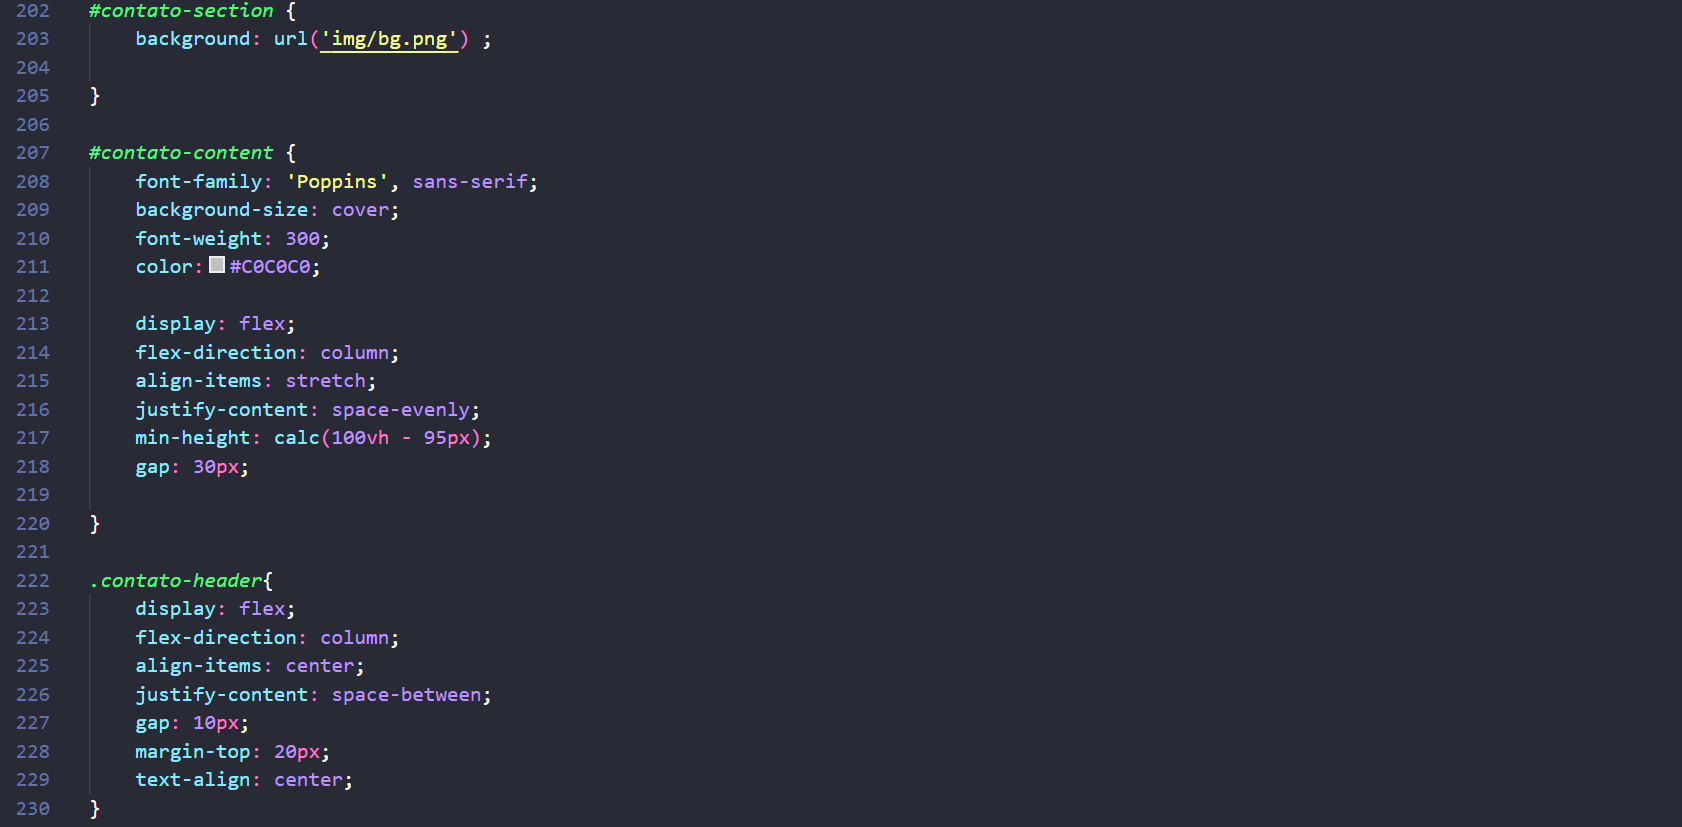 202 #contato-section {
203     background: url('img/bg.png') ;
204
205 }
206
207 #contato-content {
208     font-family: 'Poppins', sans-serif;
209     background-size: cover;
210     font-weight: 300;
211     color: #C0C0C0;
212
213     display: flex;
214     flex-direction: column;
215     align-items: stretch;
216     justify-content: space-evenly;
217     min-height: calc(100vh - 95px);
218     gap: 30px;
219
220 }
221
222 .contato-header{
223     display: flex;
224     flex-direction: column;
225     align-items: center;
226     justify-content: space-between;
227     gap: 10px;
228     margin-top: 20px;
229     text-align: center;
230 }